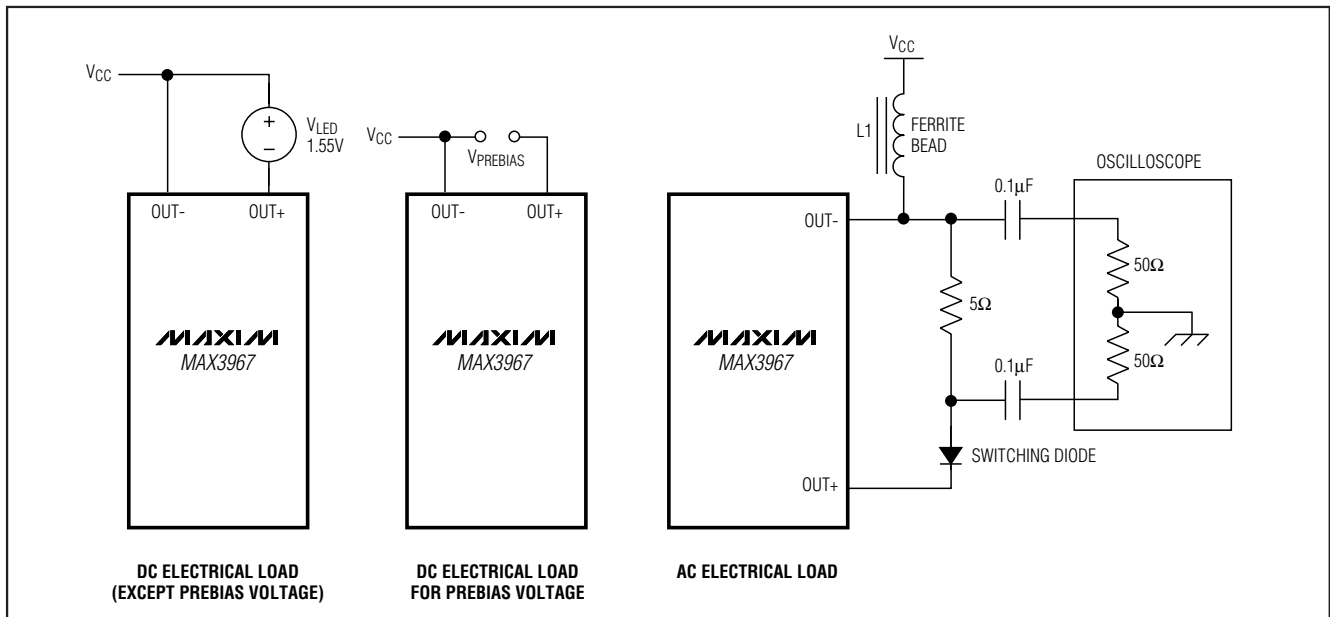 VCC
VLED
1.55V
OUT-
OUT+
MAXIM
MAX3967
DC ELECTRICAL LOAD
(EXCEPT PREBIAS VOLTAGE)
VCC
VPREBIAS
OUT-
OUT+
MAXIM
MAX3967
DC ELECTRICAL LOAD
FOR PREBIAS VOLTAGE
VCC
L1
FERRITE
BEAD
OUT-
MAXIM
MAX3967
5Ω
0.1µF
OSCILLOSCOPE
50Ω
50Ω
0.1µF
SWITCHING DIODE
OUT+
AC ELECTRICAL LOAD